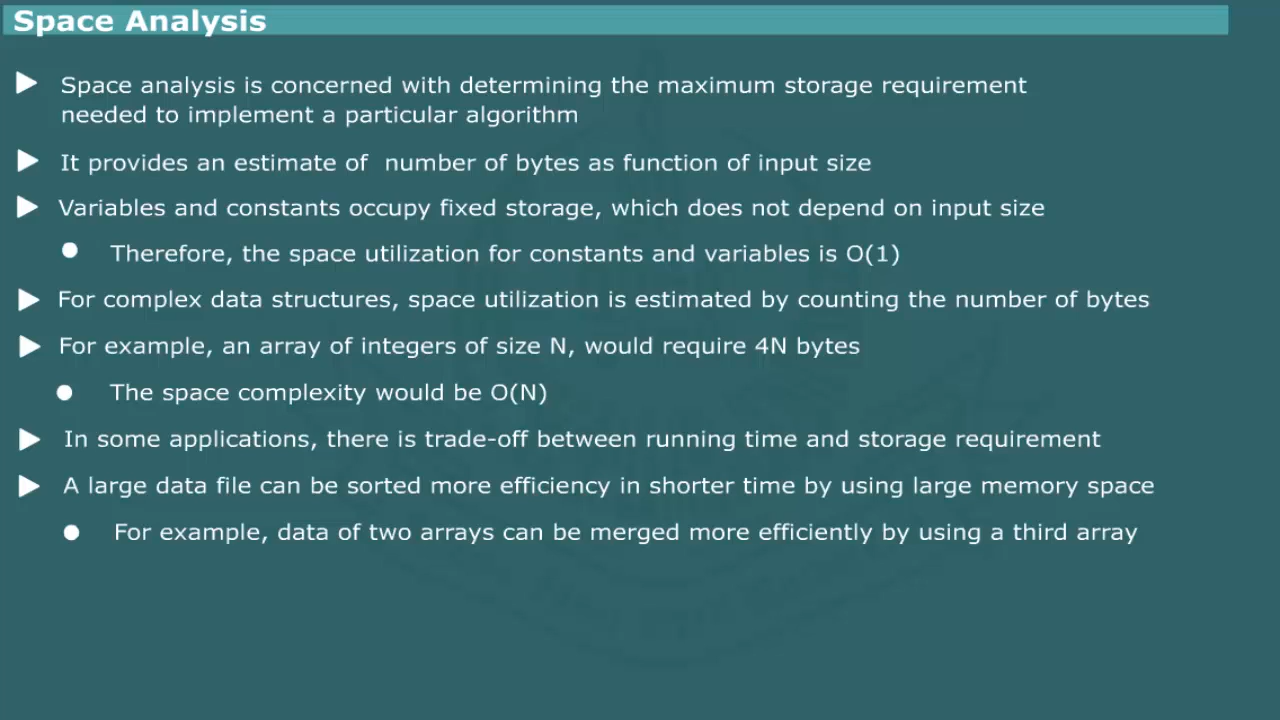 Space Analysis
Space analysis is concerned with determining the maximum storage requirement
needed to implement a particular algorithm
It provides an estimate of number of bytes as function of input size
Variables and constants occupy fixed storage, which does not depend on input size
Therefore, the space utilization for constants and variables is O(1)
For complex data structures, space utilization is estimated by counting the number of bytes
For example, an array of integers of size N, would require 4N bytes
The space complexity would be O(N)
In some applications, there is trade-off between running time and storage requirement
A large data file can be sorted more efficiency in shorter time by using large memory space
For example, data of two arrays can be merged more efficiently by using a third array